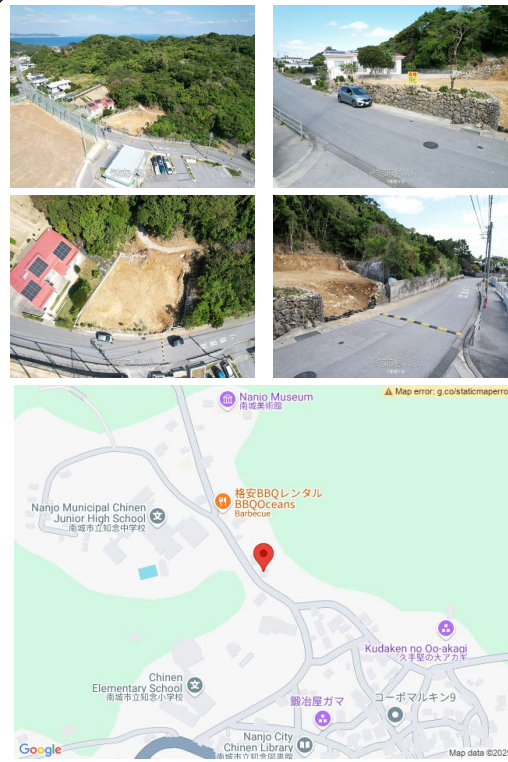 Map error: g.co/staticmaperro
Nanjo Museum
南城美術館
格安BBQレンタル
BBQOceans
Barbecue
Nanjo Municipal Chinen
Junior High School
南城市立知念中学校
Kudaken no Oo-akagi
久手堅の大アカギ
Chinen
Elementary School
南城市立知念小学校
鍛冶屋ガマ
コーポマルキン9
Nanjo City
Chinen Library
南城市立知念図書館
Google
Map data ©2025